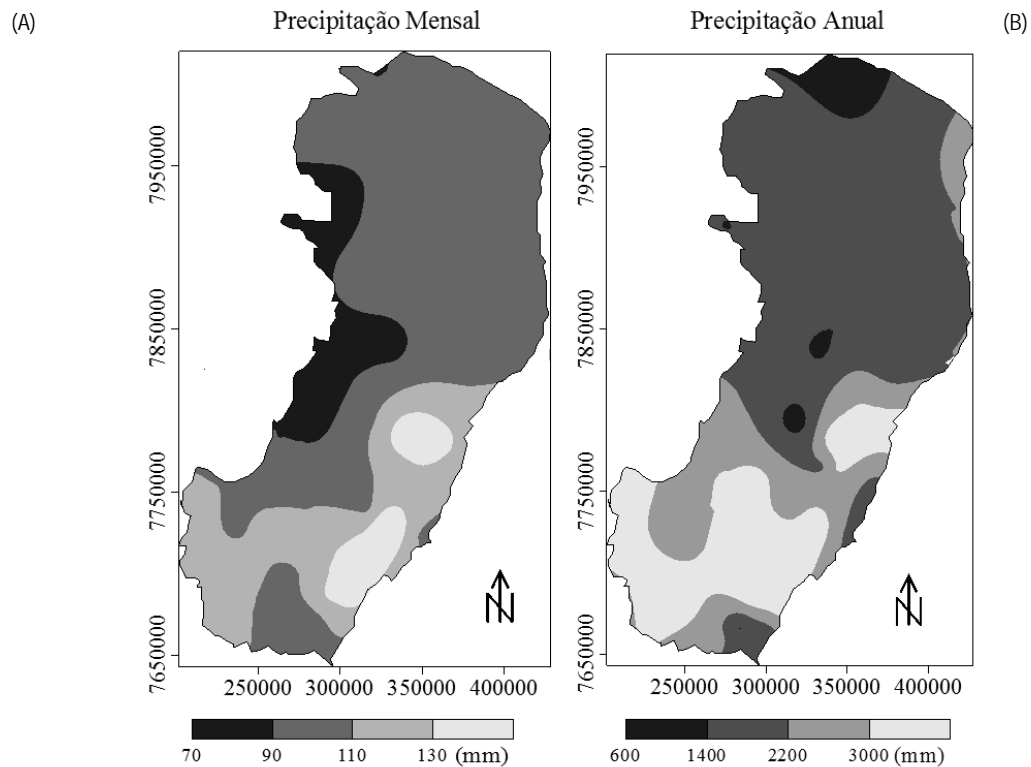 (A)
Precipitação Mensal
Precipitação Anual
(B)
7950000
7850000
7750000
7650000
N
250000 300000 350000 400000
70 90 110 130 (mm)
7950000
7850000
7750000
7650000
N
250000 300000 350000 400000
600 1400 2200 3000 (mm)